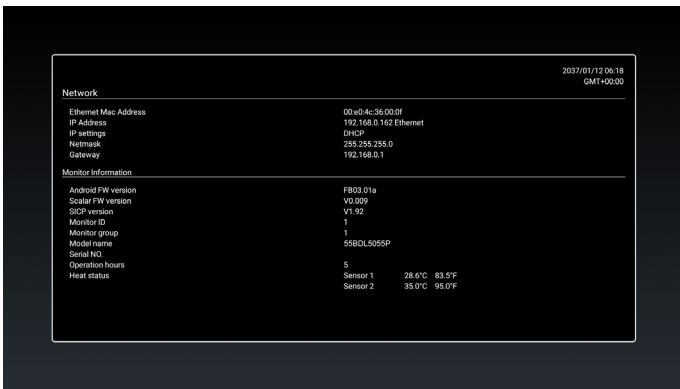 2037/01/12 06:18
GMT+00:00
Network
Ethernet Mac Address 00:e0:4c:36:00:0f
IP Address 192.168.0.162 Ethernet
IP settings DHCP
Netmask 255.255.255.0
Gateway 192.168.0.1
Monitor Information
Android FW version FB03.01a
Scalar FW version V0.009
SICP version V1.92
Monitor ID 1
Monitor group 1
Model name 55BDL5055P
Serial NO.
Operation hours 5
Heat status Sensor 1 28.6°C 83.5°F
Sensor 2 35.0°C 95.0°F